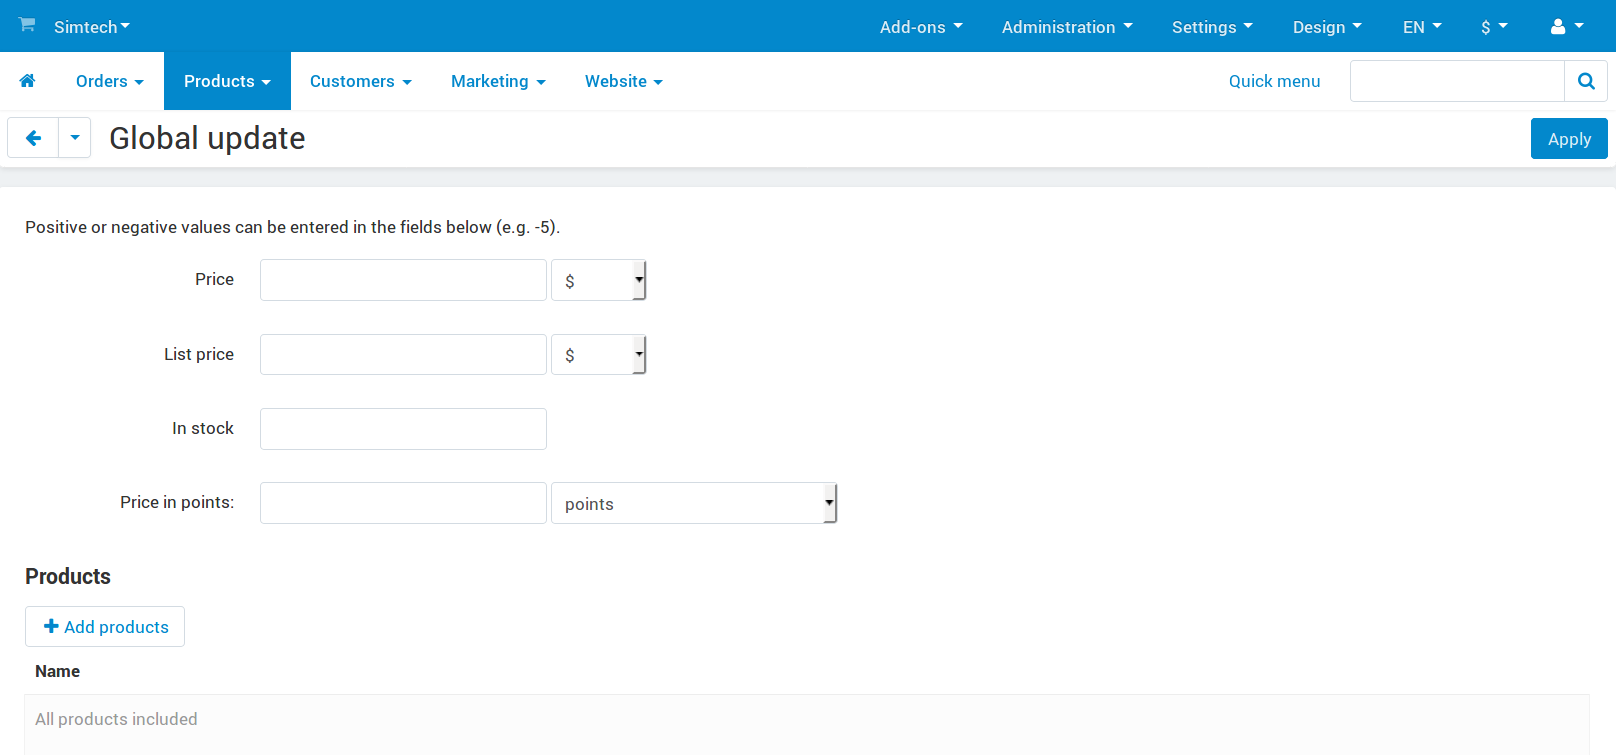 Simtech Add-ons Administration Settings Design EN $
Orders Products Customers Marketing Website Quick menu
Global update Apply
Positive or negative values can be entered in the fields below (e.g. -5).
Price $
List price $
In stock
Price in points: points
Products
Add products
Name
All products included